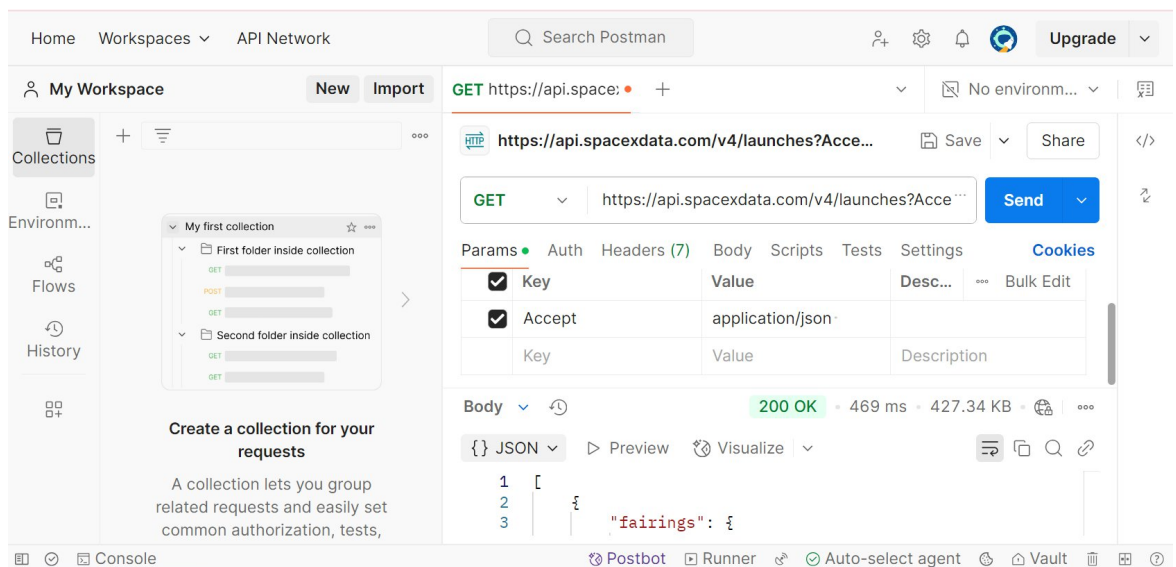 Home Workspaces API Network Search Postman Upgrade
My Workspace New Import GET https://api.space: No environm...
Collections
Environm...
Flows
History
My first collection
First folder inside collection
GET
POST
GET
Second folder inside collection
GET
GET
Create a collection for your
requests
A collection lets you group
related requests and easily set
common authorization, tests,
HTTP https://api.spacexdata.com/v4/launches?Acce... Save Share
GET https://api.spacexdata.com/v4/launches?Acce... Send
Params Auth Headers (7) Body Scripts Tests Settings Cookies
Key Value Desc... Bulk Edit
Accept application/json
Key Value Description
Body 200 OK • 469 ms • 427.34 KB •
{} JSON Preview Visualize
1 [
2 {
3 "fairings": {
Console Postbot Runner Auto-select agent Vault